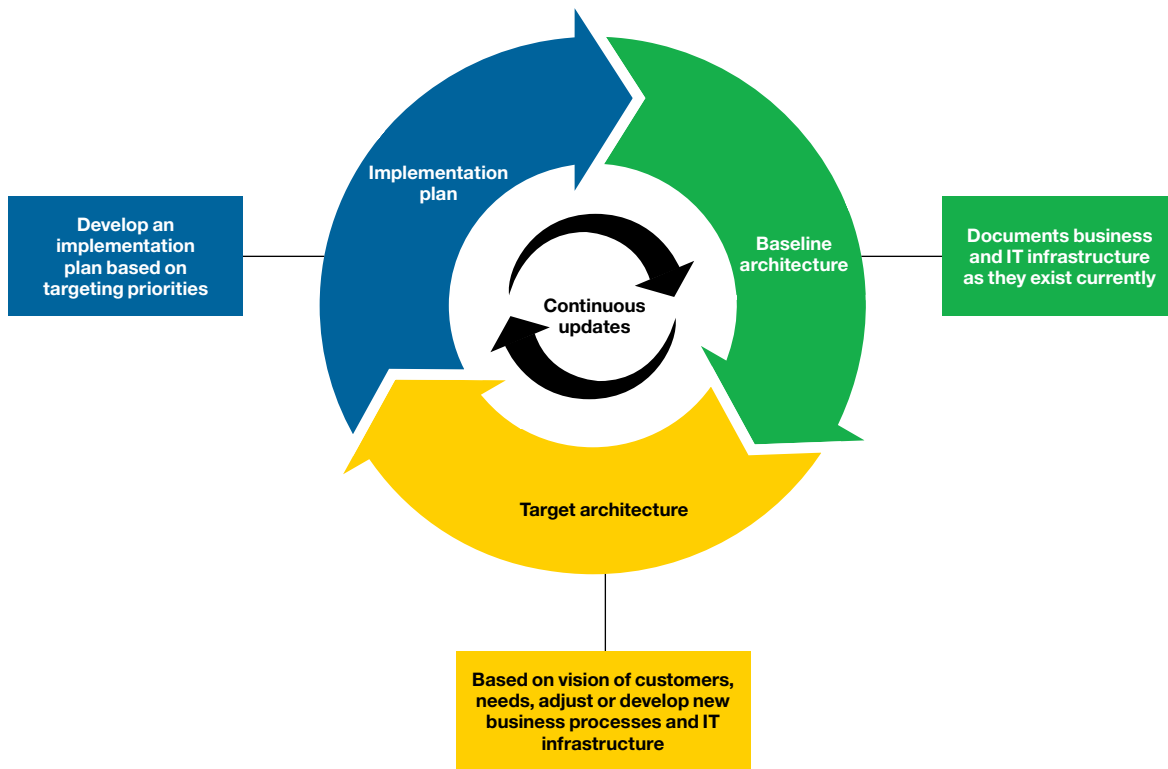 Implementation
plan
Develop an
implementation
plan based on
targeting priorities
Baseline
architecture
Documents business
and IT infrastructure
as they exist currently
Continuous
updates
Target architecture
Based on vision of customers,
needs, adjust or develop new
business processes and IT
infrastructure